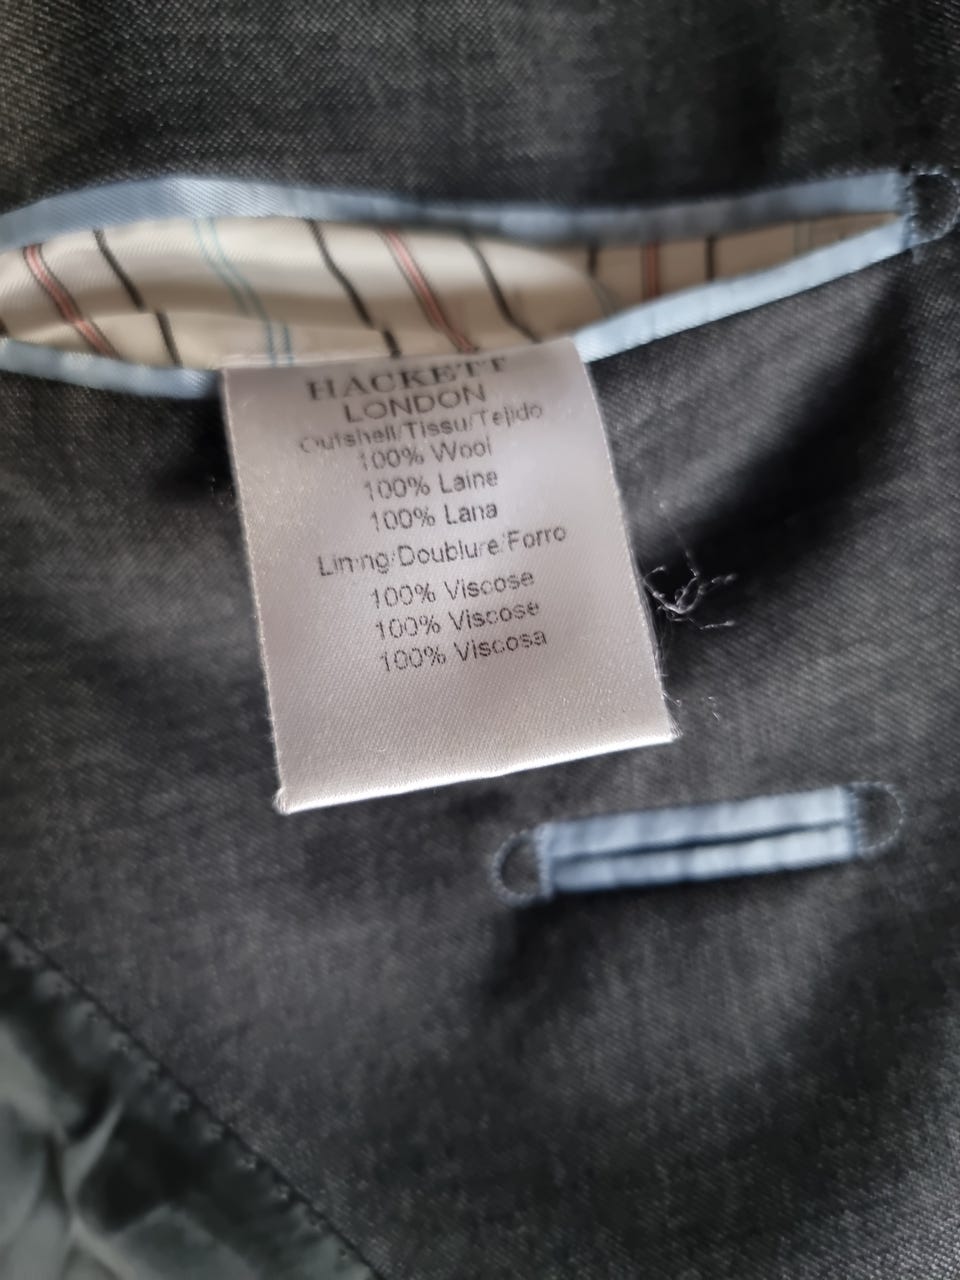 HACKETT
LONDON
Outshell/Tissu/Tejido
100% Wool
100% Laine
100% Lana
Lining/Doublure/Forro
100% Viscose
100% Viscose
100% Viscosa